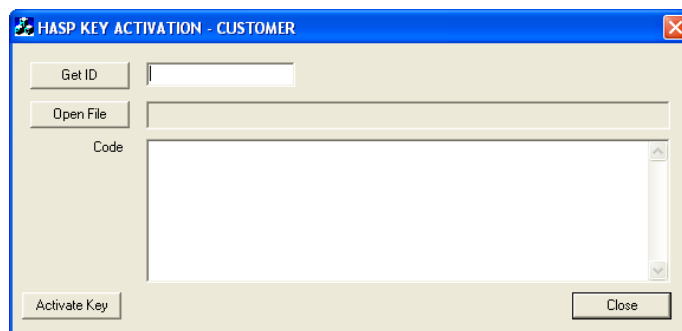 HASP KEY ACTIVATION - CUSTOMER
Get ID
Open File
Code
Activate Key
Close